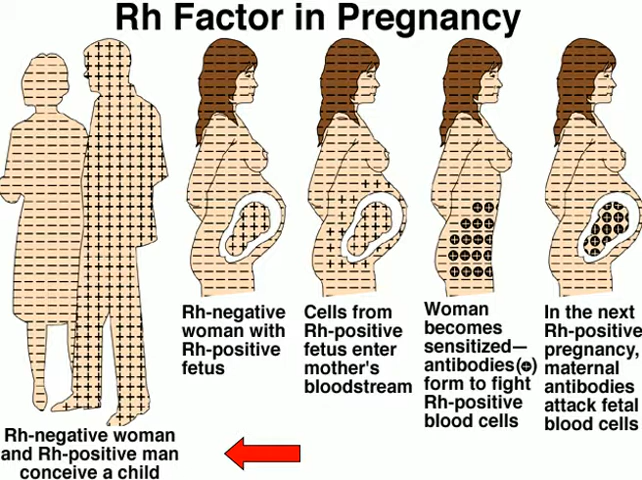 Rh Factor in Pregnancy
Rh-negative woman
and Rh-positive man
conceive a child
Rh-negative
woman with
Rh-positive
fetus
Cells from
Rh-positive
fetus enter
mother's
bloodstream
Woman
becomes
sensitized—
antibodies(⊕)
form to fight
Rh-positive
blood cells
In the next
Rh-positive
pregnancy,
maternal
antibodies
attack fetal
blood cells